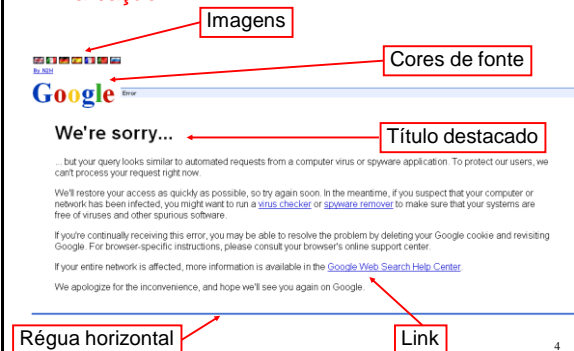 Imagens
Cores de fonte
By N2H
Google Error
We're sorry...
Título destacado
... but your query looks similar to automated requests from a computer virus or spyware application. To protect our users, we
can't process your request right now.
We'll restore your access as quickly as possible, so try again soon. In the meantime, if you suspect that your computer or
network has been infected, you might want to run a virus checker or spyware remover to make sure that your systems are
free of viruses and other spurious software.
If you're continually receiving this error, you may be able to resolve the problem by deleting your Google cookie and revisiting
Google. For browser-specific instructions, please consult your browser's online support center.
If your entire network is affected, more information is available in the Google Web Search Help Center.
We apologize for the inconvenience, and hope we'll see you again on Google.
Régua horizontal
Link
4